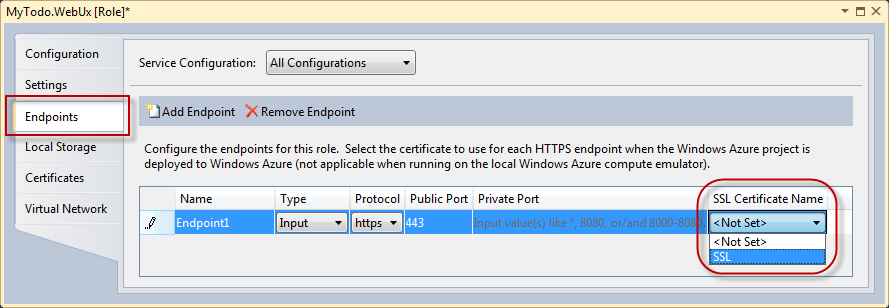 MyTodo.WebUx [Role]*
Configuration
Settings
Endpoints
Local Storage
Certificates
Virtual Network
Service Configuration: All Configurations
Add Endpoint Remove Endpoint
Configure the endpoints for this role. Select the certificate to use for each HTTPS endpoint when the Windows Azure project is
deployed to Windows Azure (not applicable when running on the local Windows Azure compute emulator).
Name Type Protocol Public Port Private Port SSL Certificate Name
Endpoint1 Input https 443 Input value(s) like *, 8080, or/and 8000-8080. <Not Set>
<Not Set>
SSL